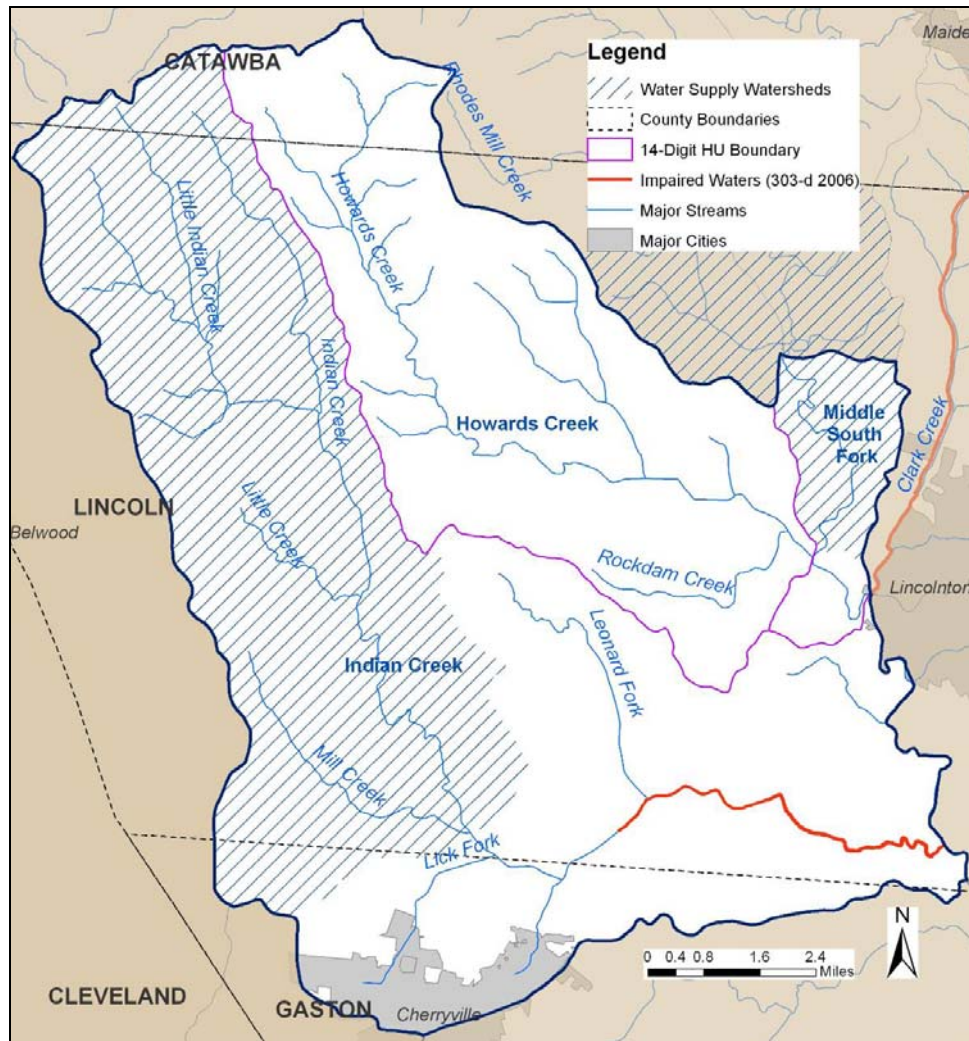 CATAWBA
Maide
Legend
Water Supply Watersheds
County Boundaries
14-Digit HU Boundary
Impaired Waters (303-d 2006)
Major Streams
Major Cities
Rhodes Mill Creek
Howards Creek
Little Indian Creek
Indian Creek
Howards Creek
Middle
South
Fork
Clark Creek
LINCOLN
Belwood
Little Creek
Rockdam Creek
Lincolnton
Leonard Fork
Indian Creek
Mill Creek
Lick Fork
N
0 0.4 0.8 1.6 2.4
Miles
CLEVELAND
GASTON
Cherryville